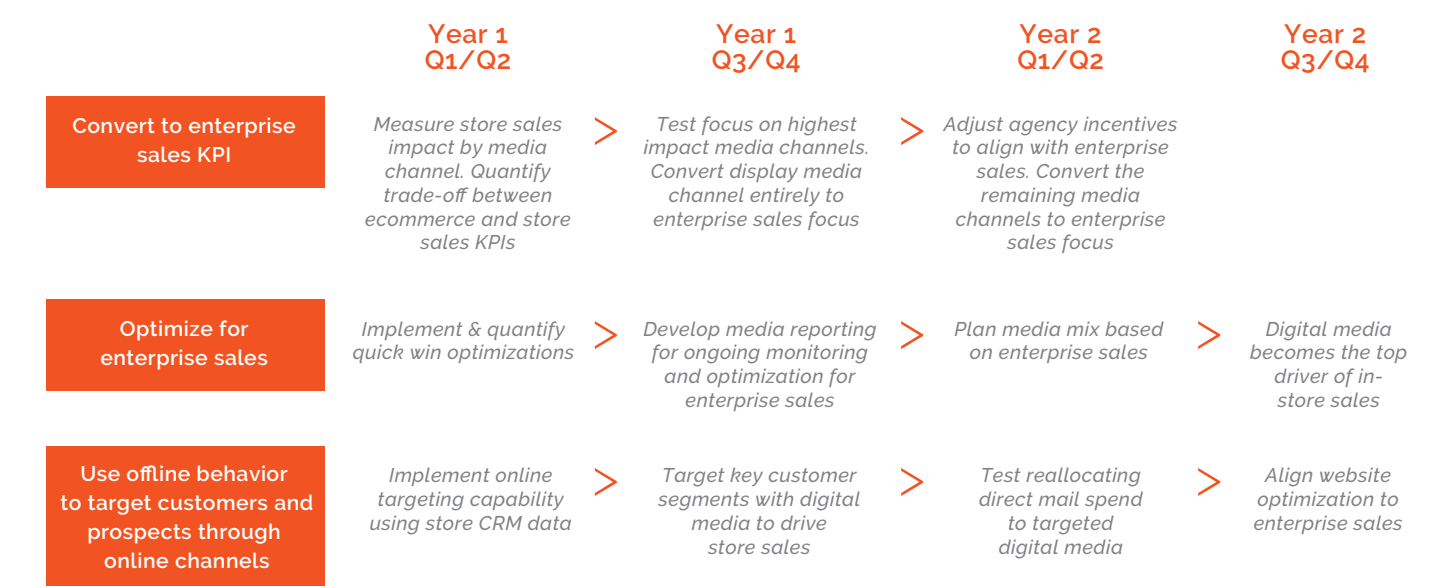 Year 1
Q1/Q2
Year 1
Q3/Q4
Year 2
Q1/Q2
Year 2
Q3/Q4
Convert to enterprise
sales KPI
Measure store sales
impact by media
channel. Quantify
trade-off between
ecommerce and store
sales KPIs
>
Test focus on highest
impact media channels.
Convert display media
channel entirely to
enterprise sales focus
>
Adjust agency incentives
to align with enterprise
sales. Convert the
remaining media
channels to enterprise
sales focus
Optimize for
enterprise sales
Implement & quantify
quick win optimizations
>
Develop media reporting
for ongoing monitoring
and optimization for
enterprise sales
>
Plan media mix based
on enterprise sales
>
Digital media
becomes the top
driver of in-
store sales
Use offline behavior
to target customers and
prospects through
online channels
Implement online
targeting capability
using store CRM data
>
Target key customer
segments with digital
media to drive
store sales
>
Test reallocating
direct mail spend
to targeted
digital media
>
Align website
optimization to
enterprise sales